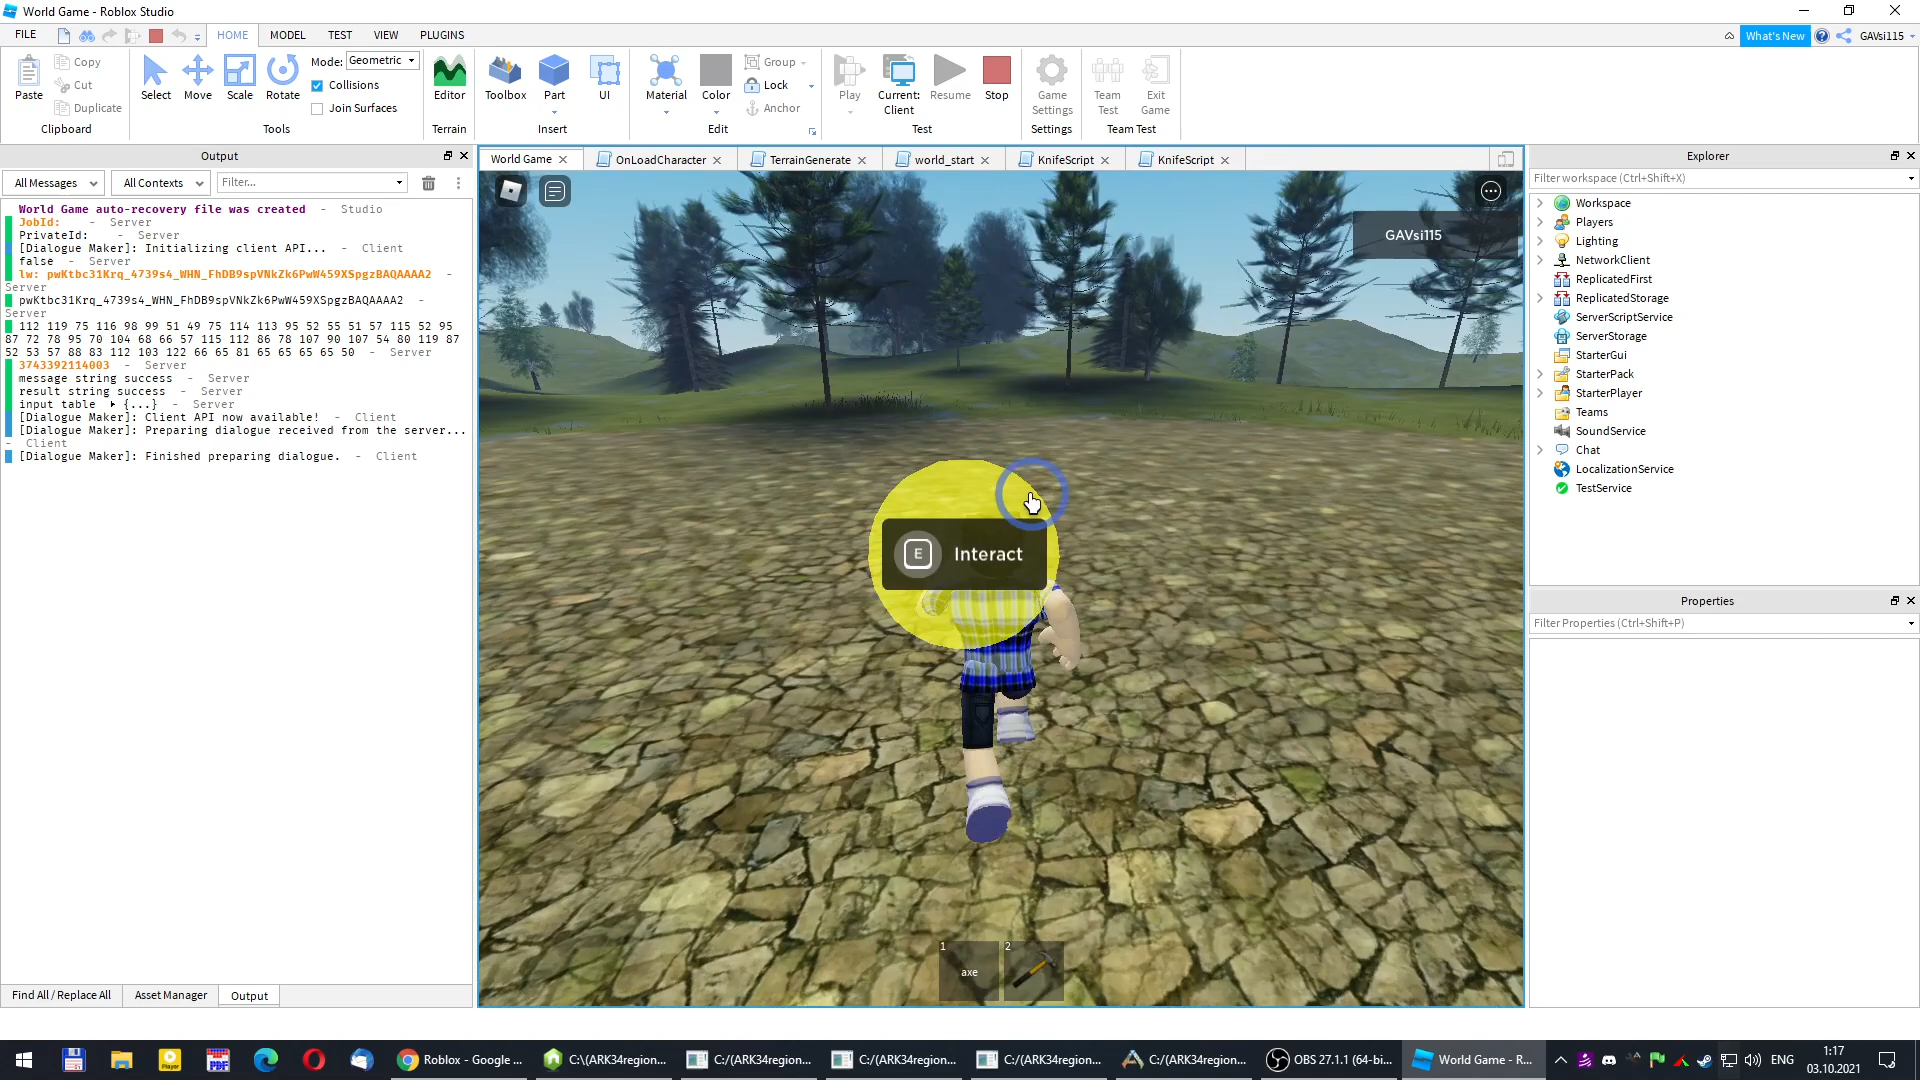 World Game - Roblox Studio
FILE
HOME
MODEL
TEST
VIEW
PLUGINS
What's New
GAVsi115
Paste
Copy
Cut
Duplicate
Clipboard
Select
Move
Scale
Rotate
Mode: Geometric
Collisions
Join Surfaces
Tools
Editor
Terrain
Toolbox
Part
UI
Insert
Material
Color
Group
Lock
Anchor
Edit
Play
Current:
Client
Resume
Stop
Test
Game
Settings
Settings
Team
Test
Exit
Game
Team Test
Output
All Messages
All Contexts
Filter...
World Game auto-recovery file was created - Studio
JobId: - Server
PrivateId: - Server
[Dialogue Maker]: Initializing client API... - Client
false - Server
lw: pwKtbc31Krq_4739s4_WHN_FhDB9spVNkZk6PwW459XSpgzBAQAAAA2 -
Server
pwKtbc31Krq_4739s4_WHN_FhDB9spVNkZk6PwW459XSpgzBAQAAAA2 -
Server
112 119 75 116 98 99 51 49 75 114 113 95 52 55 51 57 115 52 95
87 72 78 95 70 104 68 66 57 115 112 86 78 107 90 107 54 80 119 87
52 53 57 88 83 112 103 122 66 65 81 65 65 65 65 50 - Server
3743392114003 - Server
message string success - Server
result string success - Server
input table {...} - Server
[Dialogue Maker]: Client API now available! - Client
[Dialogue Maker]: Preparing dialogue received from the server...
- Client
[Dialogue Maker]: Finished preparing dialogue. - Client
Find All / Replace All
Asset Manager
Output
World Game
OnLoadCharacter
TerrainGenerate
world_start
KnifeScript
KnifeScript
GAVsi115
E Interact
1
axe
2
Explorer
Filter workspace (Ctrl+Shift+X)
Workspace
Players
Lighting
NetworkClient
ReplicatedFirst
ReplicatedStorage
ServerScriptService
ServerStorage
StarterGui
StarterPack
StarterPlayer
Teams
SoundService
Chat
LocalizationService
TestService
Properties
Filter Properties (Ctrl+Shift+P)
Player
PDF
Roblox - Google ...
C:\(ARK34region...
C:/(ARK34region...
C:/(ARK34region...
C:/(ARK34region...
C:/(ARK34region...
OBS 27.1.1 (64-bi...
World Game - R...
ENG
1:17
03.10.2021